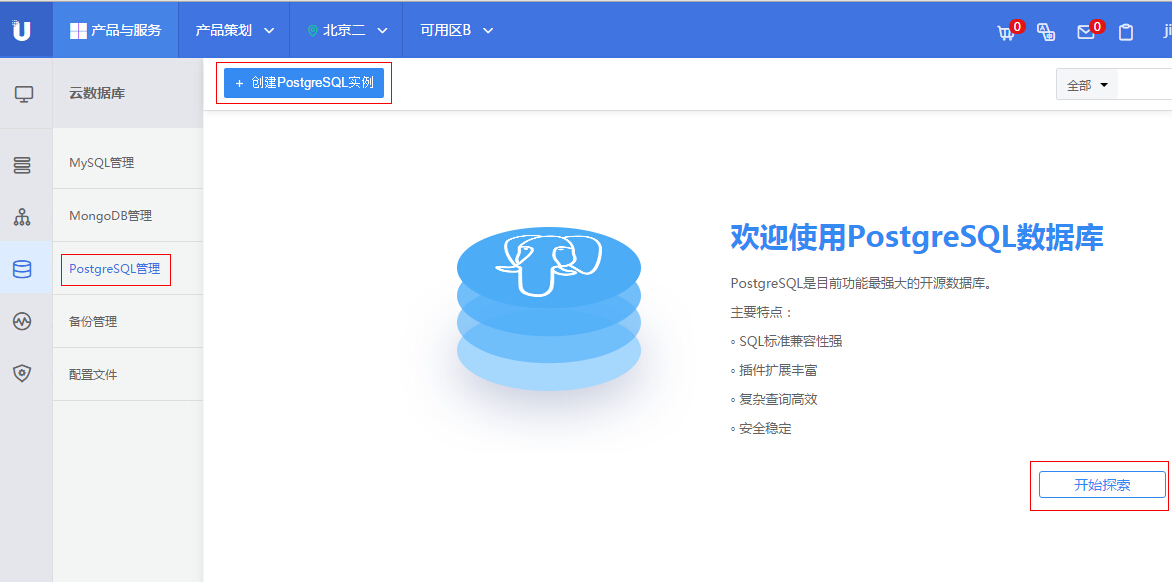 U 产品与服务 产品策划 北京二 可用区B 0 0
云数据库
+ 创建PostgreSQL实例
全部
MySQL管理
MongoDB管理
PostgreSQL管理
备份管理
配置文件
欢迎使用PostgreSQL数据库
PostgreSQL是目前功能最强大的开源数据库。
主要特点：
◦ SQL标准兼容性强
◦ 插件扩展丰富
◦ 复杂查询高效
◦ 安全稳定
开始探索